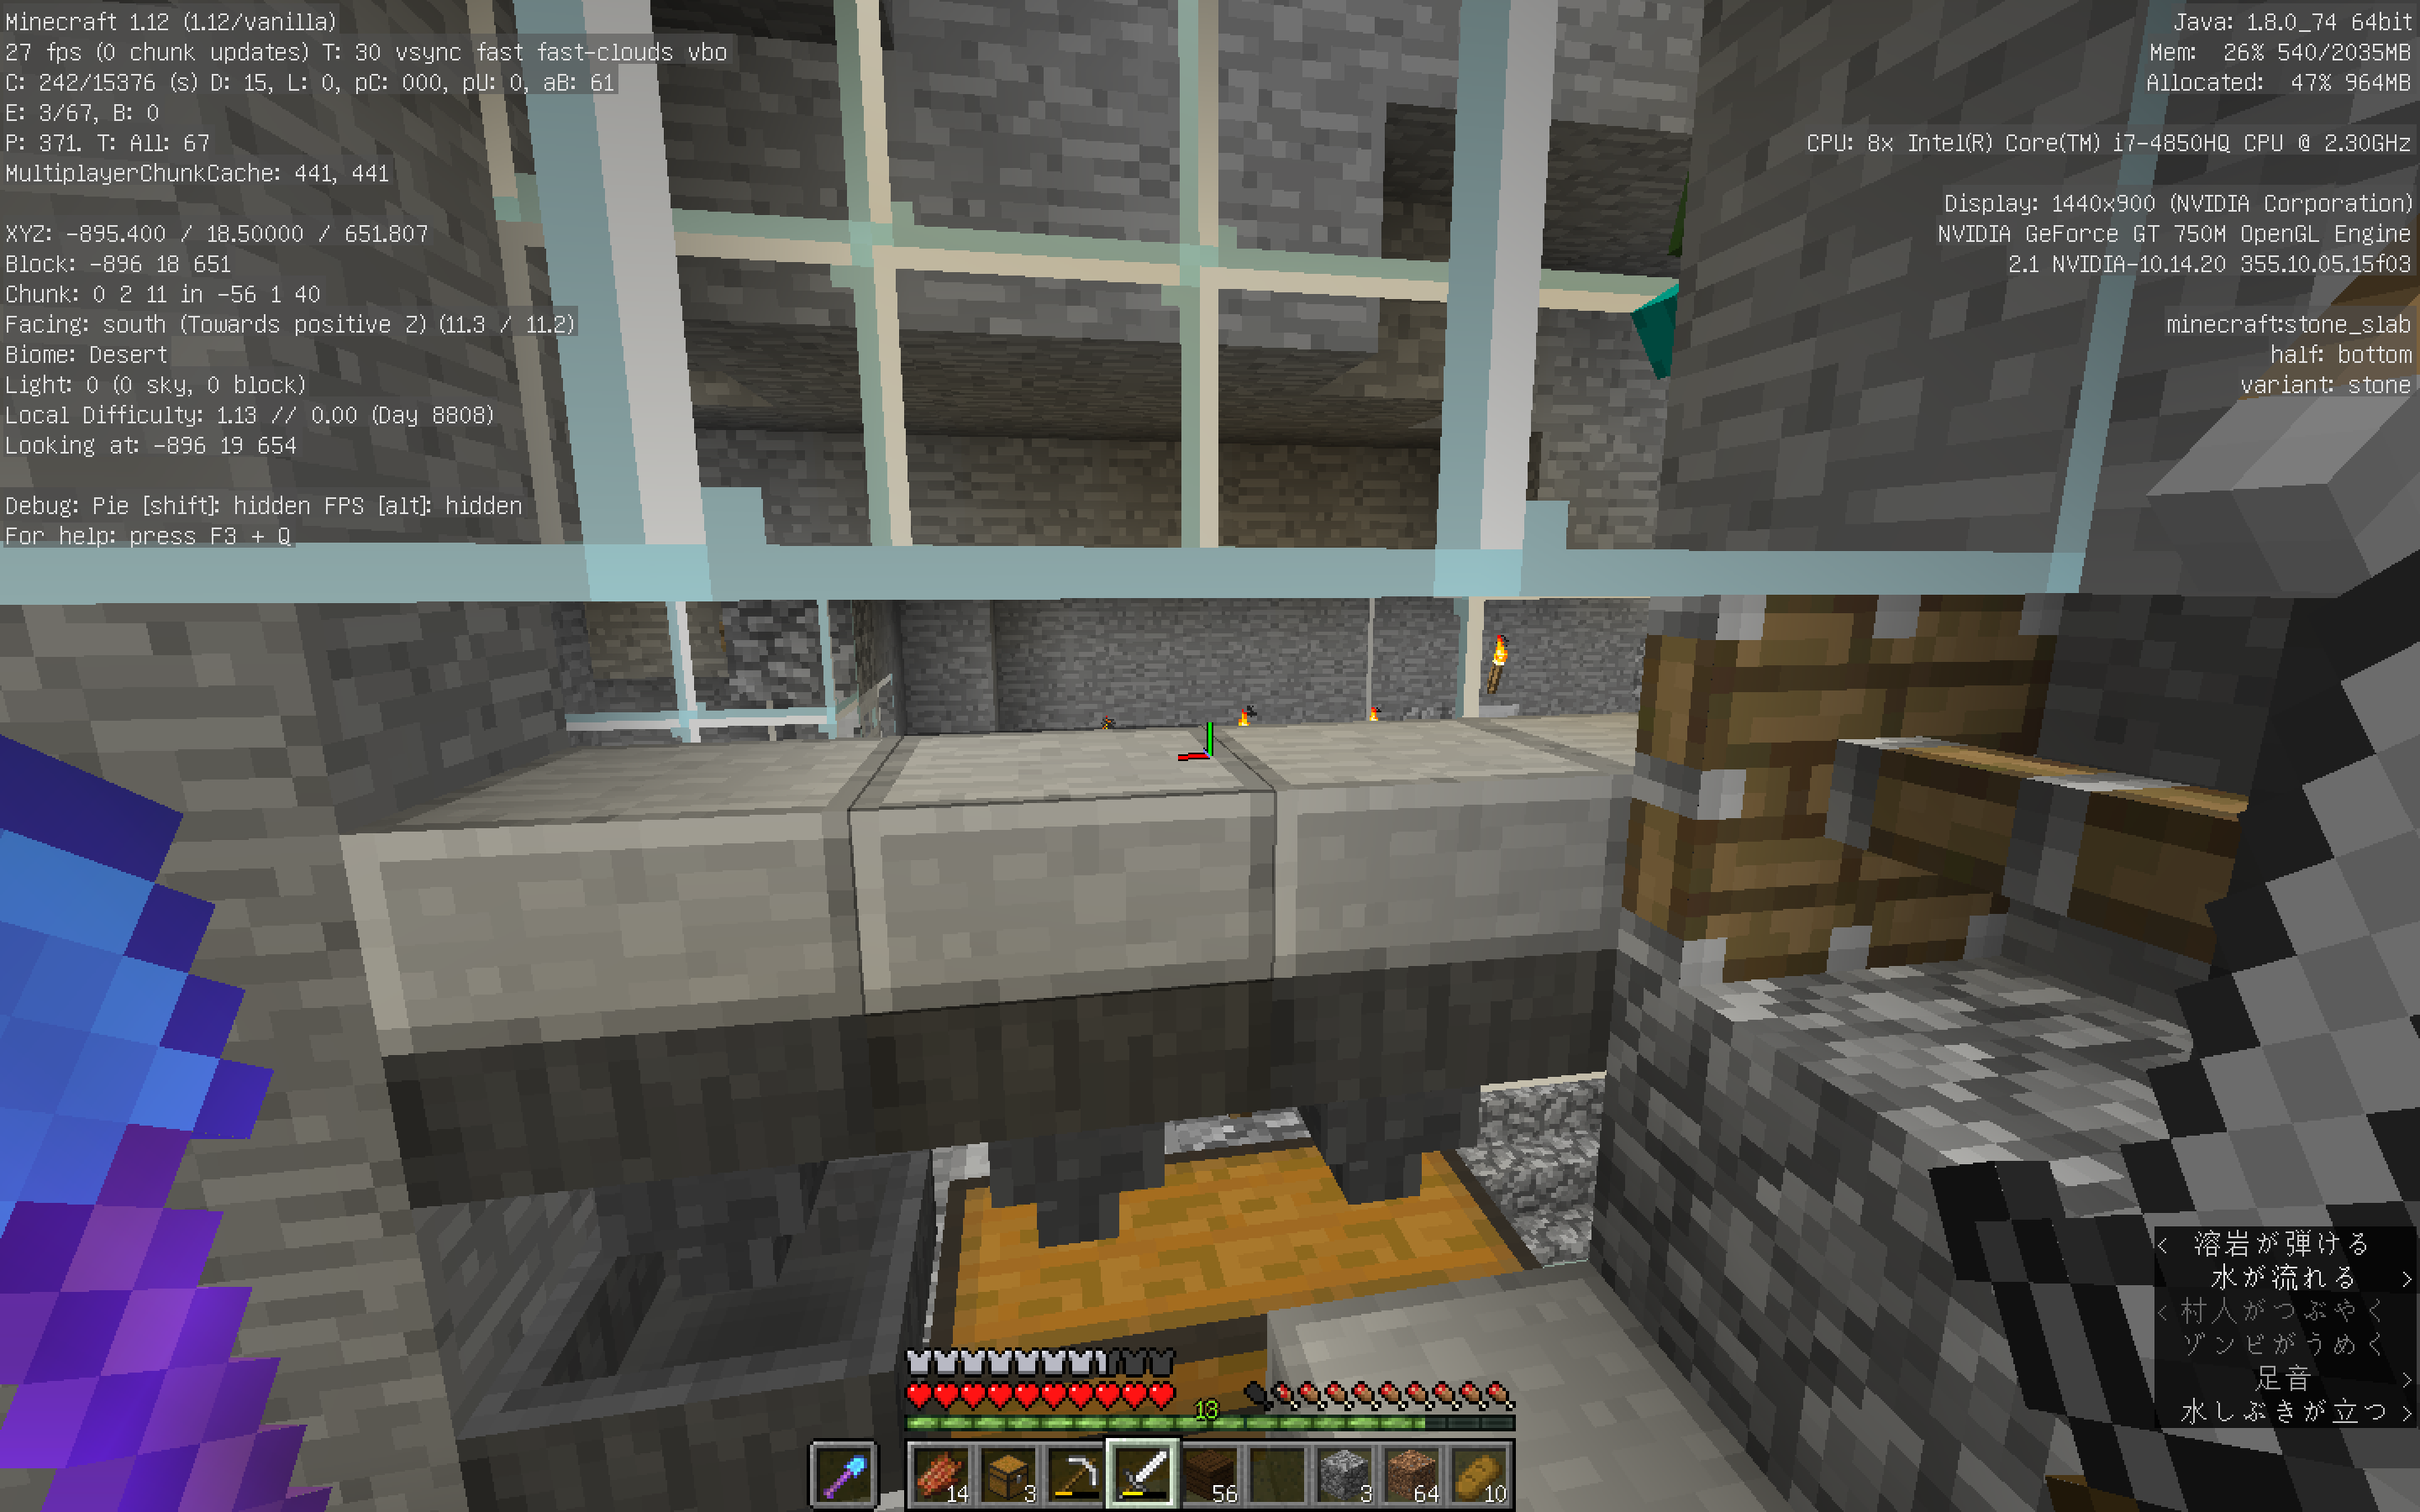 Minecraft 1.12 (1.12/vanilla)
27 fps (0 chunk updates) T: 30 vsync fast fast-clouds vbo
C: 242/15376 (s) D: 15, L: 0, pC: 000, pU: 0, aB: 61
E: 3/67, B: 0
P: 371. T: All: 67
MultiplayerChunkCache: 441, 441
XYZ: -895.400 / 18.50000 / 651.807
Block: -896 18 651
Chunk: 0 2 11 in -56 1 40
Facing: south (Towards positive Z) (11.3 / 11.2)
Biome: Desert
Light: 0 (0 sky, 0 block)
Local Difficulty: 1.13 // 0.00 (Day 8808)
Looking at: -896 19 654
Debug: Pie [shift]: hidden FPS [alt]: hidden
For help: press F3 + Q
Java: 1.8.0_74 64bit
Mem: 26% 540/2035MB
Allocated: 47% 964MB
CPU: 8x Intel(R) Core(TM) i7-4850HQ CPU @ 2.30GHz
Display: 1440x900 (NVIDIA Corporation)
NVIDIA GeForce GT 750M OpenGL Engine
2.1 NVIDIA-10.14.20 355.10.05.15f03
minecraft:stone_slab
half: bottom
variant: stone
< 溶岩が弾ける
水が流れる >
< 村人がつぶやく
ゾンビがうめく
足音 >
水しぶきが立つ >
18
14 3 56 3 64 10